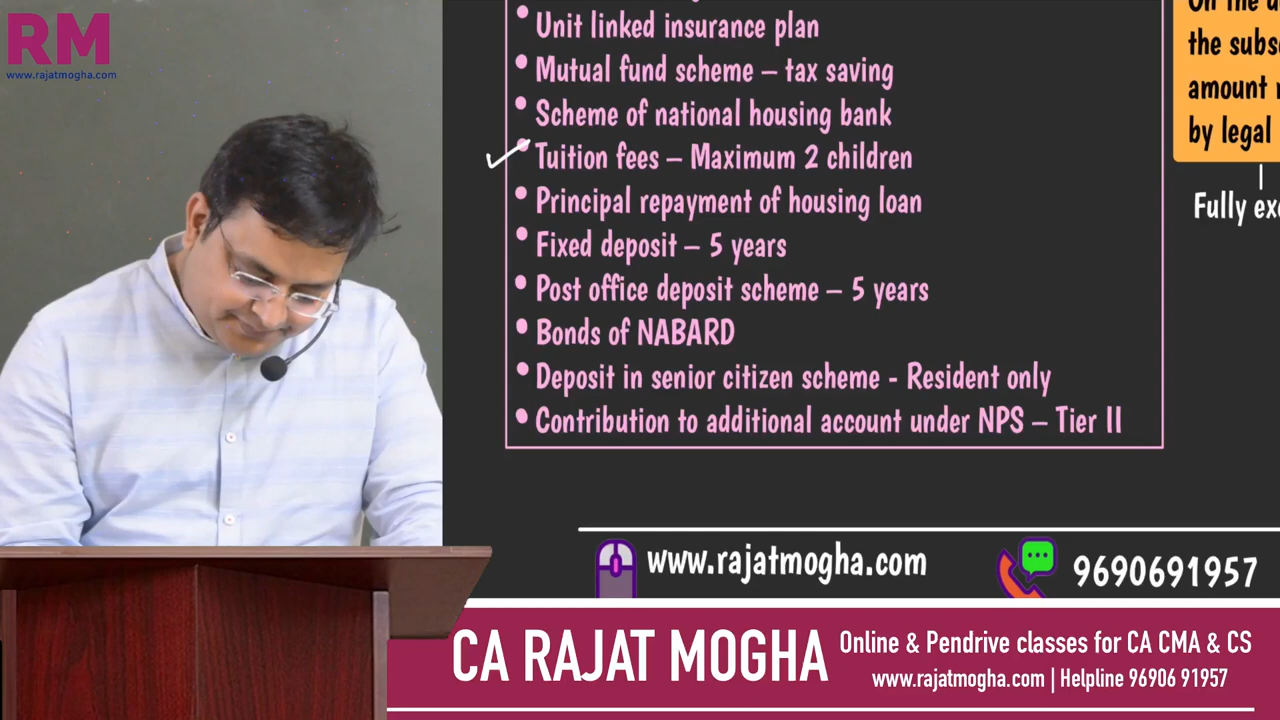 RM
www.rajatmogha.com
Unit linked insurance plan
Mutual fund scheme – tax saving
Scheme of national housing bank
Tuition fees – Maximum 2 children
Principal repayment of housing loan
Fixed deposit – 5 years
Post office deposit scheme – 5 years
Bonds of NABARD
Deposit in senior citizen scheme - Resident only
Contribution to additional account under NPS – Tier II
On the
the
amount
by legal
Fully
www.rajatmogha.com
9690691957
CA RAJAT MOGHA
Online & Pendrive classes for CA CMA & CS
www.rajatmogha.com | Helpline 96906 91957